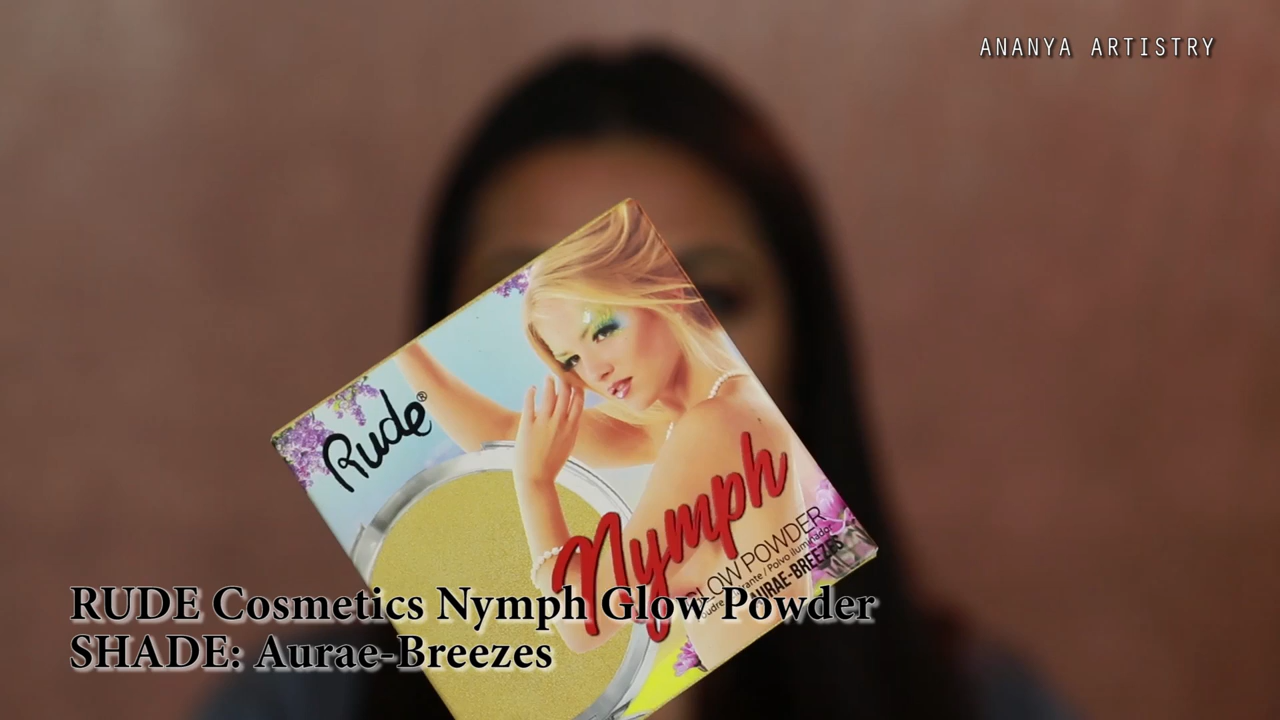 ANANYA ARTISTRY
Rude®
Nymph
GLOW POWDER
AURAE-BREEZES
RUDE Cosmetics Nymph Glow Powder
SHADE: Aurae-Breezes